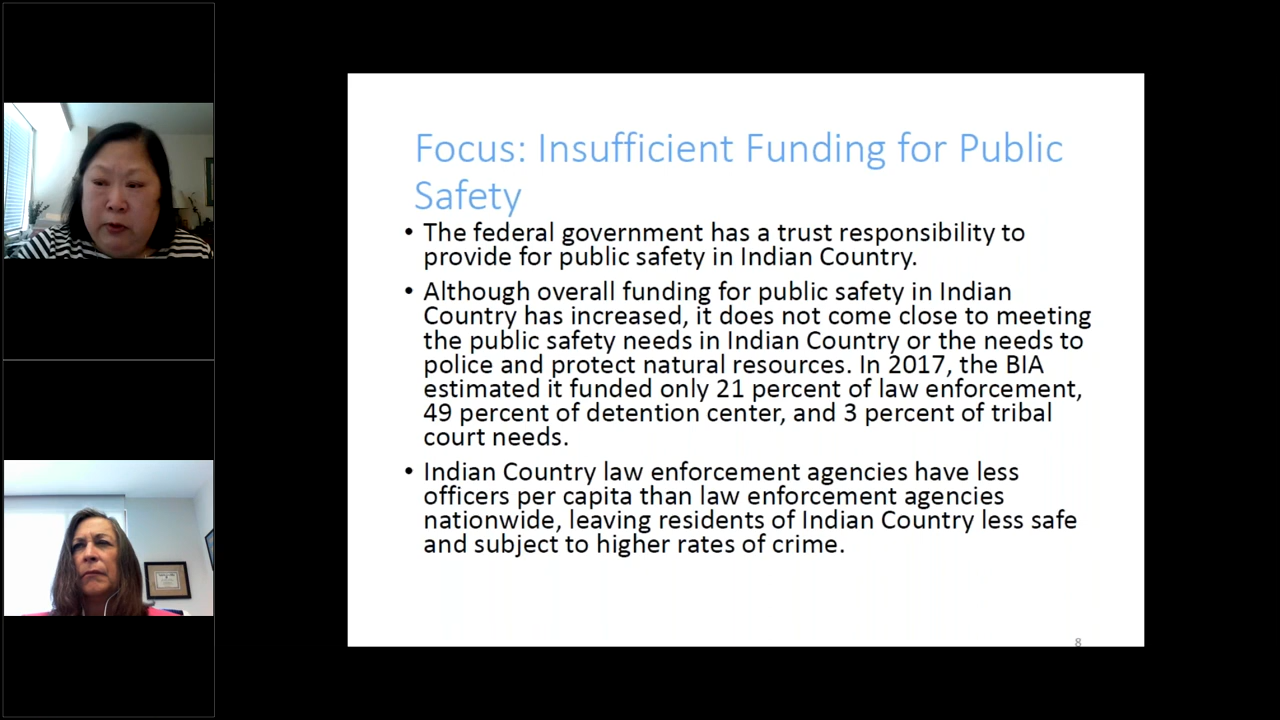 Focus: Insufficient Funding for Public
Safety
• The federal government has a trust responsibility to
provide for public safety in Indian Country.
• Although overall funding for public safety in Indian
Country has increased, it does not come close to meeting
the public safety needs in Indian Country or the needs to
police and protect natural resources. In 2017, the BIA
estimated it funded only 21 percent of law enforcement,
49 percent of detention center, and 3 percent of tribal
court needs.
• Indian Country law enforcement agencies have less
officers per capita than law enforcement agencies
nationwide, leaving residents of Indian Country less safe
and subject to higher rates of crime.
8